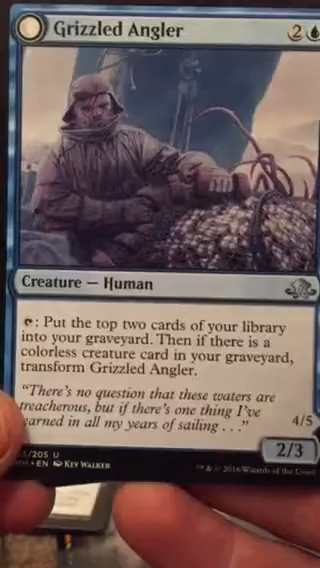 Grizzled Angler 2
Creature — Human
: Put the top two cards of your library
into your graveyard. Then if there is a
colorless creature card in your graveyard,
transform Grizzled Angler.
"There's no question that these waters are
treacherous, but if there's one thing I've
earned in all my years of sailing . . ."
4/5
2/3
/205 U
• EN Key Walker
™ & © 2016 Wizards of the Coast